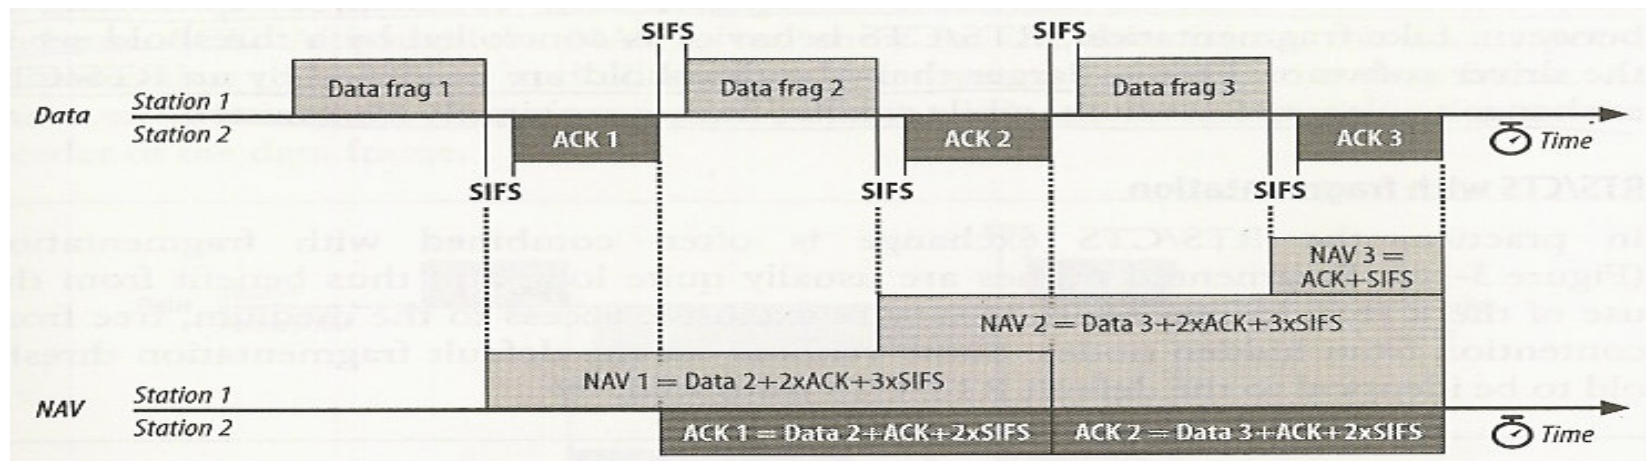 SIFS SIFS
Data frag 1 Data frag 2 Data frag 3
Station 1
Data
Station 2
ACK 1 ACK 2 ACK 3
Time
SIFS SIFS SIFS
NAV 3 =
ACK+SIFS
NAV 2 = Data 3+2xACK+3xSIFS
NAV 1 = Data 2+2xACK+3xSIFS
Station 1
NAV
Station 2
ACK 1 = Data 2+ACK+2xSIFS ACK 2 = Data 3+ACK+2xSIFS
Time